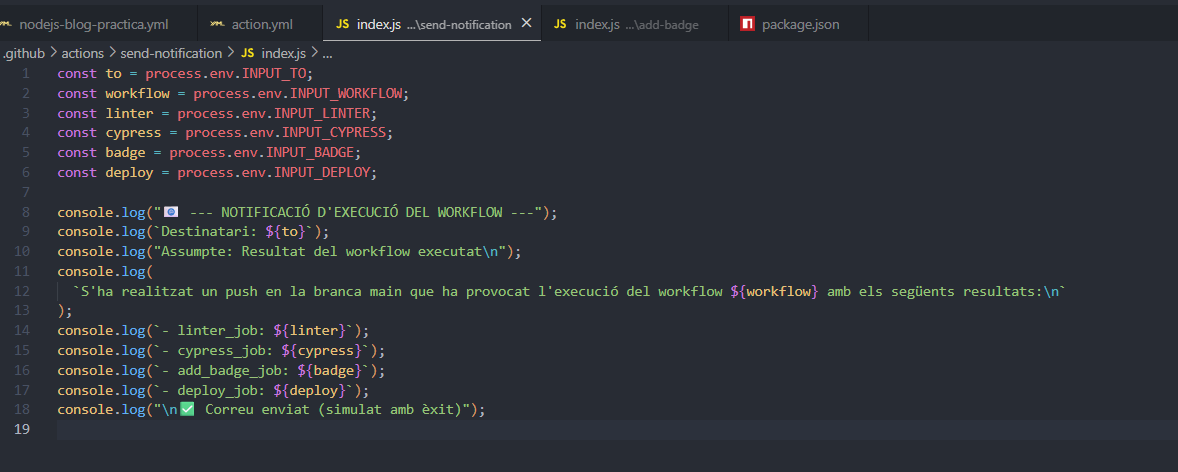 nodejs-blog-practica.yml action.yml JS index.js ...\send-notification JS index.js ...\add-badge package.json
.github > actions > send-notification > JS index.js > ...
1 const to = process.env.INPUT_TO;
2 const workflow = process.env.INPUT_WORKFLOW;
3 const linter = process.env.INPUT_LINTER;
4 const cypress = process.env.INPUT_CYPRESS;
5 const badge = process.env.INPUT_BADGE;
6 const deploy = process.env.INPUT_DEPLOY;
7
8 console.log("📧 --- NOTIFICACIÓ D'EXECUCIÓ DEL WORKFLOW ---");
9 console.log(`Destinatari: ${to}`);
10 console.log("Assumpte: Resultat del workflow executat\n");
11 console.log(
12 `S'ha realitzat un push en la branca main que ha provocat l'execució del workflow ${workflow} amb els següents resultats:\n`
13 );
14 console.log(`- linter_job: ${linter}`);
15 console.log(`- cypress_job: ${cypress}`);
16 console.log(`- add_badge_job: ${badge}`);
17 console.log(`- deploy_job: ${deploy}`);
18 console.log("\n✅ Correu enviat (simulat amb èxit)");
19